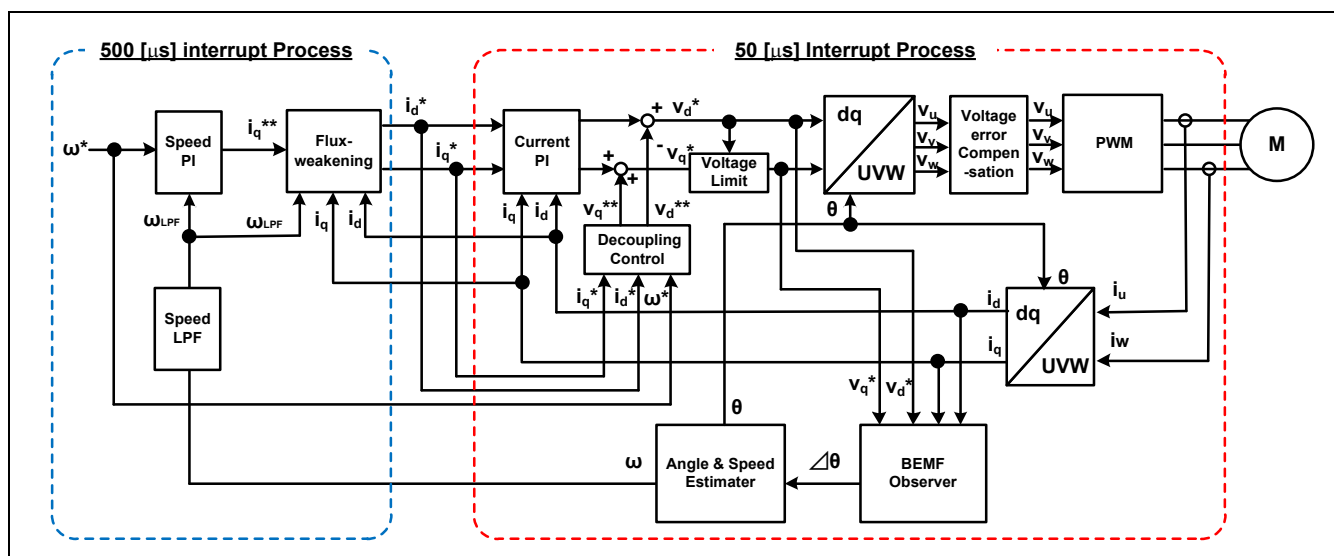 500 [μs] interrupt Process
50 [μs] Interrupt Process
ω*
Speed
PI
iq**
Flux-
weakening
id*
iq*
Current
PI
+
-
+
+
vd*
vq*
Voltage
Limit
dq
UVW
vu
vv
vw
Voltage
error
Compen
-sation
vu
vv
vw
PWM
M
ωLPF
ωLPF
iq
id
iq
id
vq**
vd**
Decoupling
Control
iq*
id*
ω*
θ
θ
Speed
LPF
id
iq
dq
UVW
iu
iw
vq*
vd*
θ
ω
Angle & Speed
Estimater
⊿θ
BEMF
Observer